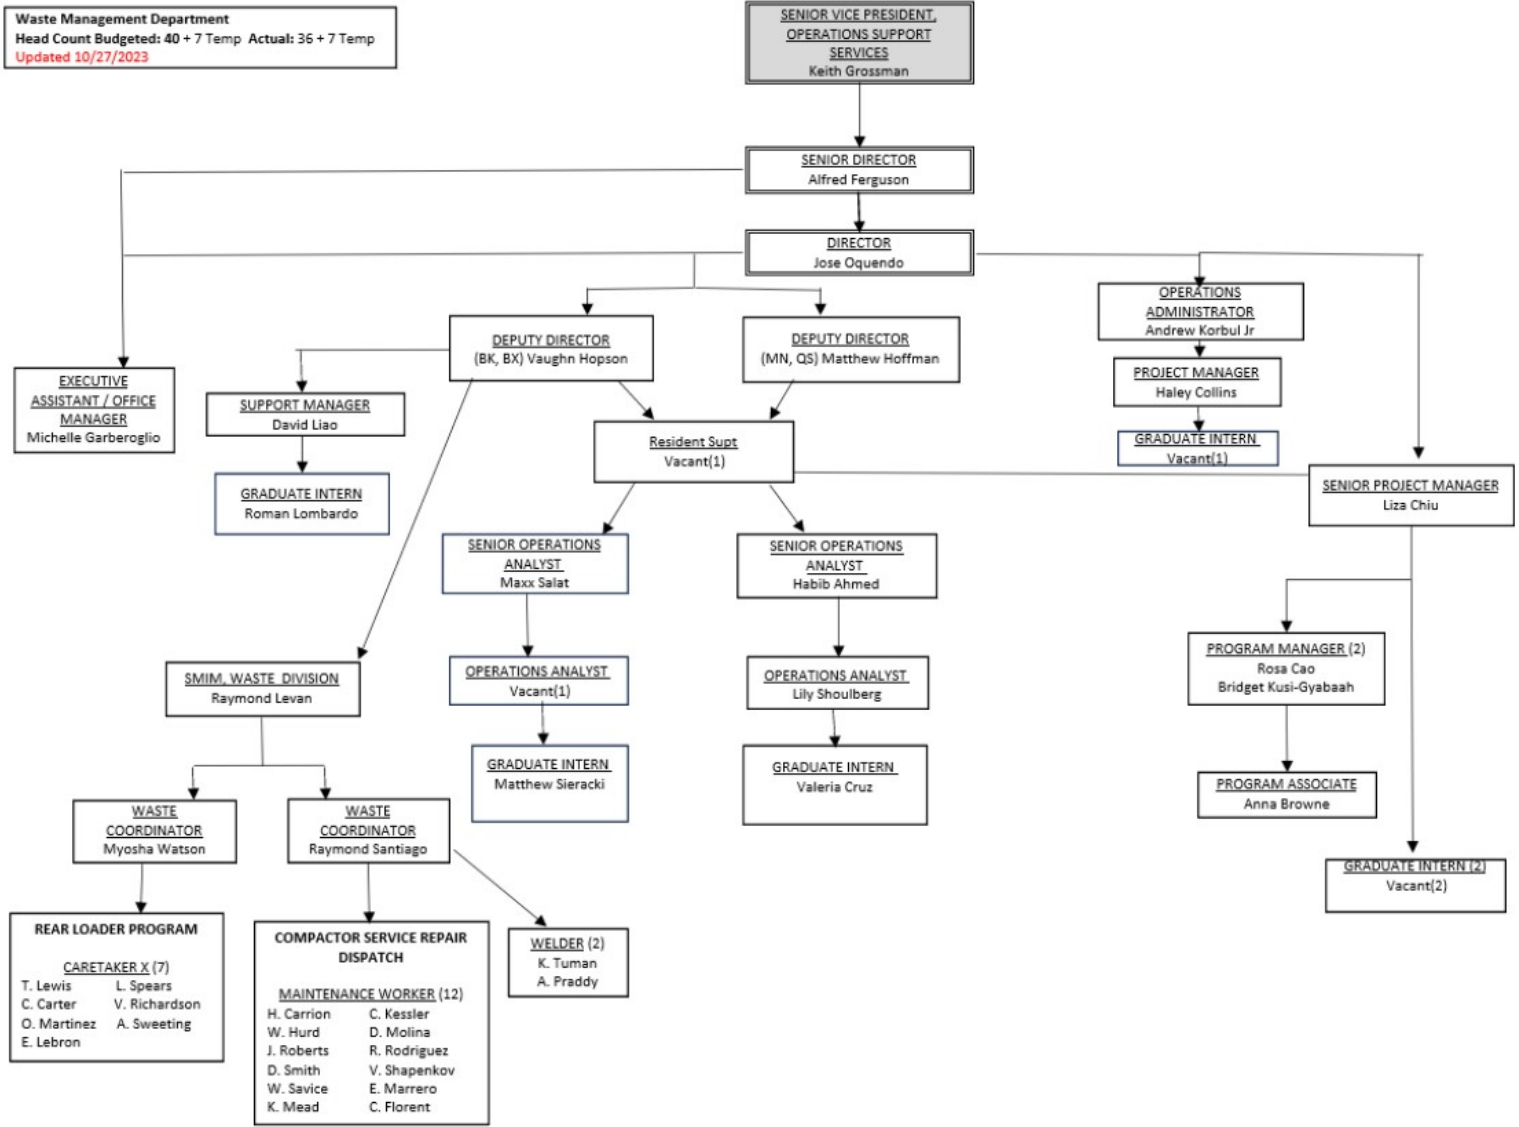 Waste Management Department
Head Count Budgeted: 40 + 7 Temp Actual: 36 + 7 Temp
Updated 10/27/2023
SENIOR VICE PRESIDENT,
OPERATIONS SUPPORT
SERVICES
Keith Grossman
SENIOR DIRECTOR
Alfred Ferguson
DIRECTOR
Jose Oquendo
DEPUTY DIRECTOR
(BK, BX) Vaughn Hopson
DEPUTY DIRECTOR
(MN, QS) Matthew Hoffman
OPERATIONS
ADMINISTRATOR
Andrew Korbul Jr
PROJECT MANAGER
Haley Collins
GRADUATE INTERN
Vacant(1)
EXECUTIVE
ASSISTANT / OFFICE
MANAGER
Michelle Garberoglio
SUPPORT MANAGER
David Liao
GRADUATE INTERN
Roman Lombardo
Resident Supt
Vacant(1)
SENIOR PROJECT MANAGER
Liza Chiu
SENIOR OPERATIONS
ANALYST
Maxx Salat
SENIOR OPERATIONS
ANALYST
Habib Ahmed
OPERATIONS ANALYST
Vacant(1)
OPERATIONS ANALYST
Lily Shoulberg
GRADUATE INTERN
Matthew Sieracki
GRADUATE INTERN
Valeria Cruz
PROGRAM MANAGER (2)
Rosa Cao
Bridget Kusi-Gyabaah
PROGRAM ASSOCIATE
Anna Browne
GRADUATE INTERN (2)
Vacant(2)
SMIM, WASTE DIVISION
Raymond Levan
WASTE
COORDINATOR
Myosha Watson
WASTE
COORDINATOR
Raymond Santiago
REAR LOADER PROGRAM
CARETAKER X (7)
T. Lewis L. Spears
C. Carter V. Richardson
O. Martinez A. Sweeting
E. Lebron
COMPACTOR SERVICE REPAIR
DISPATCH
MAINTENANCE WORKER (12)
H. Carrion C. Kessler
W. Hurd D. Molina
J. Roberts R. Rodriguez
D. Smith V. Shapenkov
W. Savice E. Marrero
K. Mead C. Florent
WELDER (2)
K. Tuman
A. Praddy